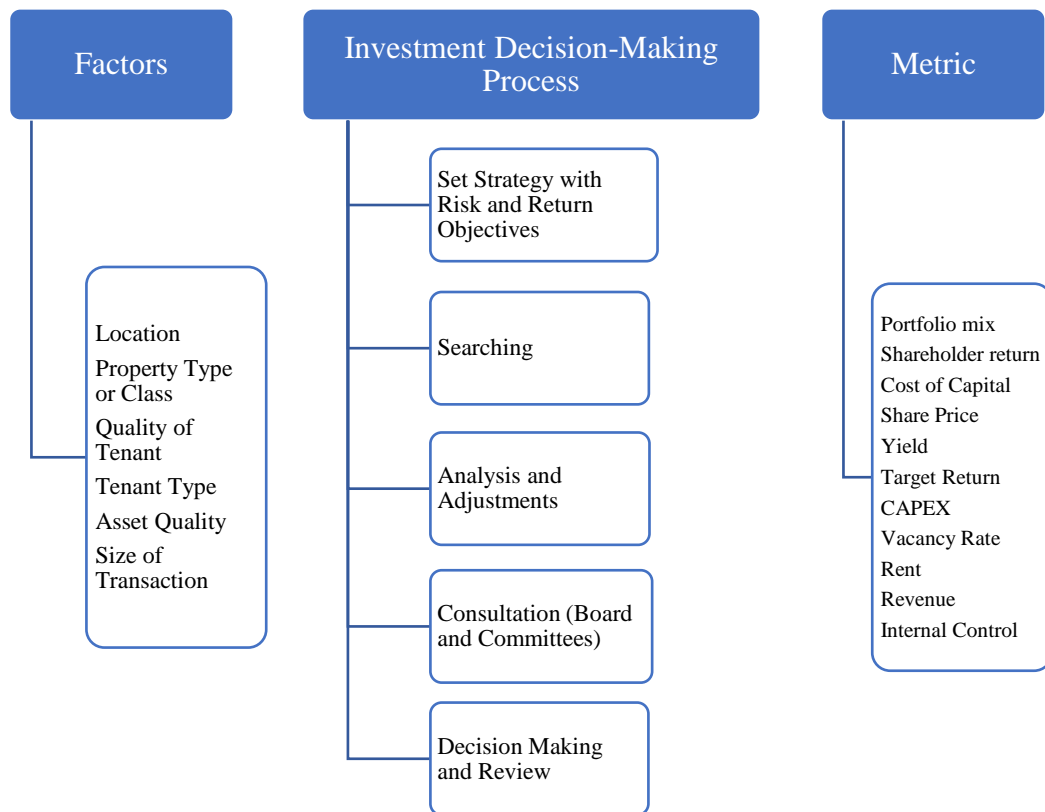 Factors
Location
Property Type
or Class
Quality of
Tenant
Tenant Type
Asset Quality
Size of
Transaction
Investment Decision-Making
Process
Set Strategy with
Risk and Return
Objectives
Searching
Analysis and
Adjustments
Consultation (Board
and Committees)
Decision Making
and Review
Metric
Portfolio mix
Shareholder return
Cost of Capital
Share Price
Yield
Target Return
CAPEX
Vacancy Rate
Rent
Revenue
Internal Control